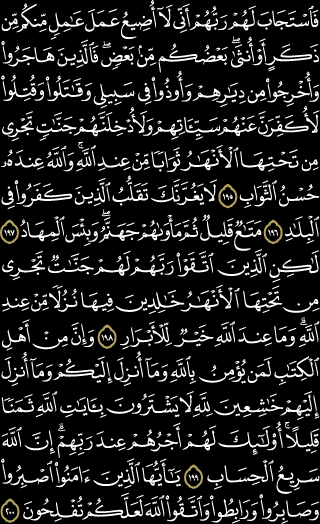 فَٱسْتَجَابَ لَهُمْ رَبُّهُمْ أَنِّي لَآ أُضِيعُ عَمَلَ عَٰمِلٍ مِّنكُم مِّن
ذَكَرٍ أَوْ أُنثَىٰ ۖ بَعْضُكُم مِّنۢ بَعْضٍ ۖ فَٱلَّذِينَ هَاجَرُوا۟
وَأُخْرِجُوا۟ مِن دِيَٰرِهِمْ وَأُوذُوا۟ فِي سَبِيلِي وَقَٰتَلُوا۟ وَقُتِلُوا۟
لَأُكَفِّرَنَّ عَنْهُمْ سَيِّـَٔاتِهِمْ وَلَأُدْخِلَنَّهُمْ جَنَّٰتٍ تَجْرِي
مِن تَحْتِهَا ٱلْأَنْهَٰرُ ثَوَابًا مِّنْ عِندِ ٱللَّهِ ۗ وَٱللَّهُ عِندَهُۥ
حُسْنُ ٱلثَّوَابِ ١٩٥ لَا يَغُرَّنَّكَ تَقَلُّبُ ٱلَّذِينَ كَفَرُوا۟ فِي
ٱلْبِلَٰدِ ١٩٦ مَتَٰعٌ قَلِيلٌ ثُمَّ مَأْوَىٰهُمْ جَهَنَّمُ ۚ وَبِئْسَ ٱلْمِهَادُ ١٩٧
لَٰكِنِ ٱلَّذِينَ ٱتَّقَوْا۟ رَبَّهُمْ لَهُمْ جَنَّٰتٌ تَجْرِي
مِن تَحْتِهَا ٱلْأَنْهَٰرُ خَٰلِدِينَ فِيهَا نُزُلًا مِّنْ عِندِ
ٱللَّهِ ۗ وَمَا عِندَ ٱللَّهِ خَيْرٌ لِّلْأَبْرَارِ ١٩٨ وَإِنَّ مِنْ أَهْلِ
ٱلْكِتَٰبِ لَمَن يُؤْمِنُ بِٱللَّهِ وَمَآ أُنزِلَ إِلَيْكُمْ وَمَآ أُنزِلَ
إِلَيْهِمْ خَٰشِعِينَ لِلَّهِ لَا يَشْتَرُونَ بِـَٔايَٰتِ ٱللَّهِ ثَمَنًا
قَلِيلًا ۗ أُو۟لَٰٓئِكَ لَهُمْ أَجْرُهُمْ عِندَ رَبِّهِمْ ۗ إِنَّ ٱللَّهَ
سَرِيعُ ٱلْحِسَابِ ١٩٩ يَٰٓأَيُّهَا ٱلَّذِينَ ءَامَنُوا۟ ٱصْبِرُوا۟
وَصَابِرُوا۟ وَرَابِطُوا۟ وَٱتَّقُوا۟ ٱللَّهَ لَعَلَّكُمْ تُفْلِحُونَ ٢٠٠